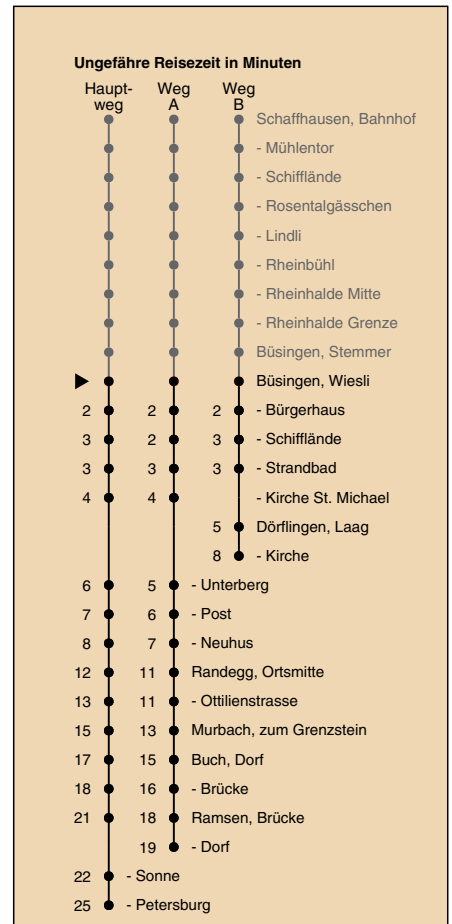 Ungefähre Reisezeit in Minuten
Haupt- Weg Weg
weg A B
Schaffhausen, Bahnhof
- Mühlentor
- Schifflände
- Rosentalgässchen
- Lindli
- Rheinbühl
- Rheinhalde Mitte
- Rheinhalde Grenze
Büsingen, Stemmer
Büsingen, Wiesli
2 2 2 - Bürgerhaus
3 2 3 - Schifflände
3 3 3 - Strandbad
4 4 - Kirche St. Michael
5 Dörflingen, Laag
8 - Kirche
6 5 - Unterberg
7 6 - Post
8 7 - Neuhus
12 11 Randegg, Ortsmitte
13 11 - Ottilienstrasse
15 13 Murbach, zum Grenzstein
17 15 Buch, Dorf
18 16 - Brücke
21 18 Ramsen, Brücke
19 - Dorf
22 - Sonne
25 - Petersburg